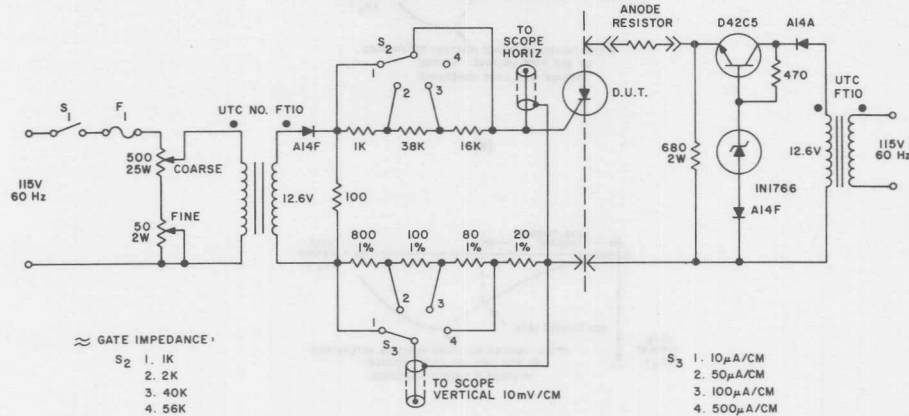 ANODE
RESISTOR
D42C5
A14A
TO
SCOPE
HORIZ
S2
1
4
2
3
D.U.T.
470
UTC
FT10
UTC NO. FT10
S1
F1
A14F
1K
38K
16K
500
25W
COARSE
12.6V
680
2W
12.6V
115V
60 Hz
1N1766
115V
60 Hz
100
A14F
50
2W
FINE
800
1%
100
1%
80
1%
20
1%
2
3
1
4
S3
≈ GATE IMPEDANCE:
S2 1. 1K
2. 2K
3. 40K
4. 56K
TO SCOPE
VERTICAL 10mV/CM
S3 1. 10μA/CM
2. 50μA/CM
3. 100μA/CM
4. 500μA/CM